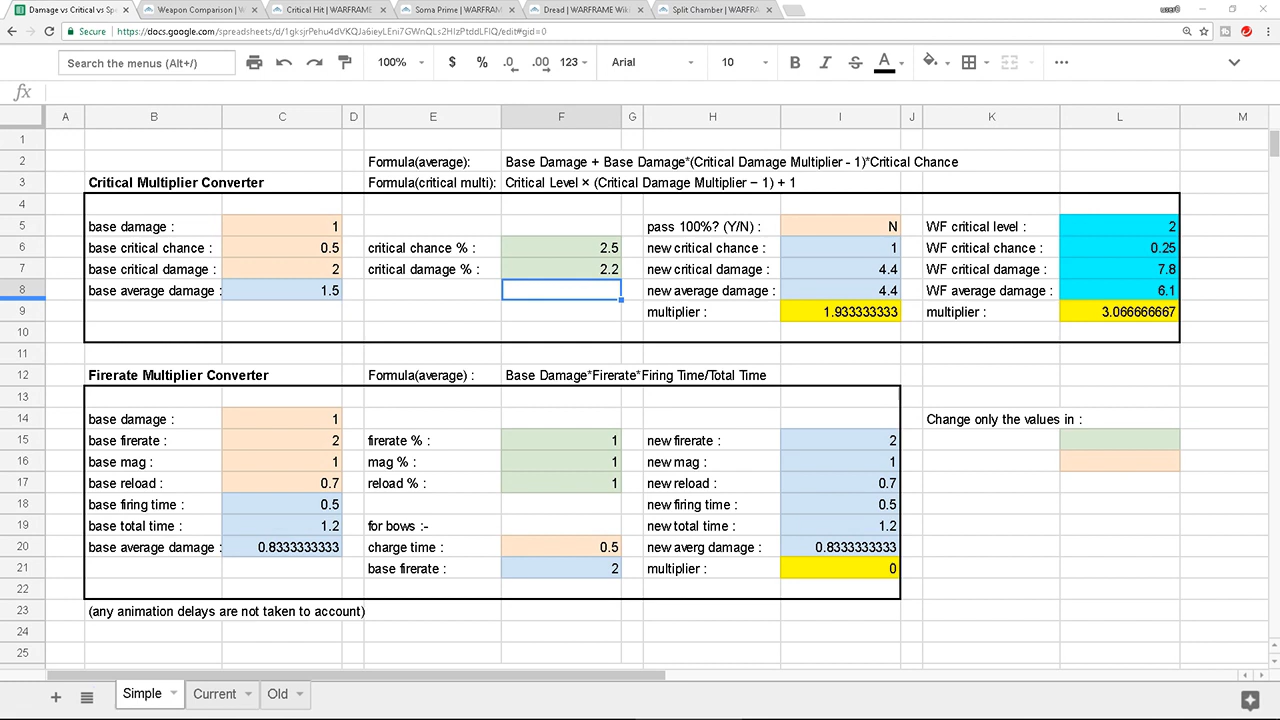 Damage vs Critical vs Sp
Weapon Comparison | W
Critical Hit | WARFRAME
Soma Prime | WARFRAM
Dread | WARFRAME Wiki
Split Chamber | WARFR
Secure
Search the menus (Alt+/)
100% $ % .0 .00 123 Arial 10 B I S A
fx
A B C D E F G H I J K L M
1
2 Formula(average): Base Damage + Base Damage*(Critical Damage Multiplier - 1)*Critical Chance
3 Critical Multiplier Converter Formula(critical multi): Critical Level × (Critical Damage Multiplier − 1) + 1
4
5 base damage : 1 pass 100%? (Y/N) : N WF critical level : 2
6 base critical chance : 0.5 critical chance % : 2.5 new critical chance : 1 WF critical chance : 0.25
7 base critical damage : 2 critical damage % : 2.2 new critical damage : 4.4 WF critical damage : 7.8
8 base average damage : 1.5 new average damage : 4.4 WF average damage : 6.1
9 multiplier : 1.933333333 multiplier : 3.066666667
10
11
12 Firerate Multiplier Converter Formula(average) : Base Damage*Firerate*Firing Time/Total Time
13
14 base damage : 1 Change only the values in :
15 base firerate : 2 firerate % : 1 new firerate : 2
16 base mag : 1 mag % : 1 new mag : 1
17 base reload : 0.7 reload % : 1 new reload : 0.7
18 base firing time : 0.5 new firing time : 0.5
19 base total time : 1.2 for bows :- new total time : 1.2
20 base average damage : 0.8333333333 charge time : 0.5 new averg damage : 0.8333333333
21 base firerate : 2 multiplier : 0
22
23 (any animation delays are not taken to account)
24
25
Simple Current Old